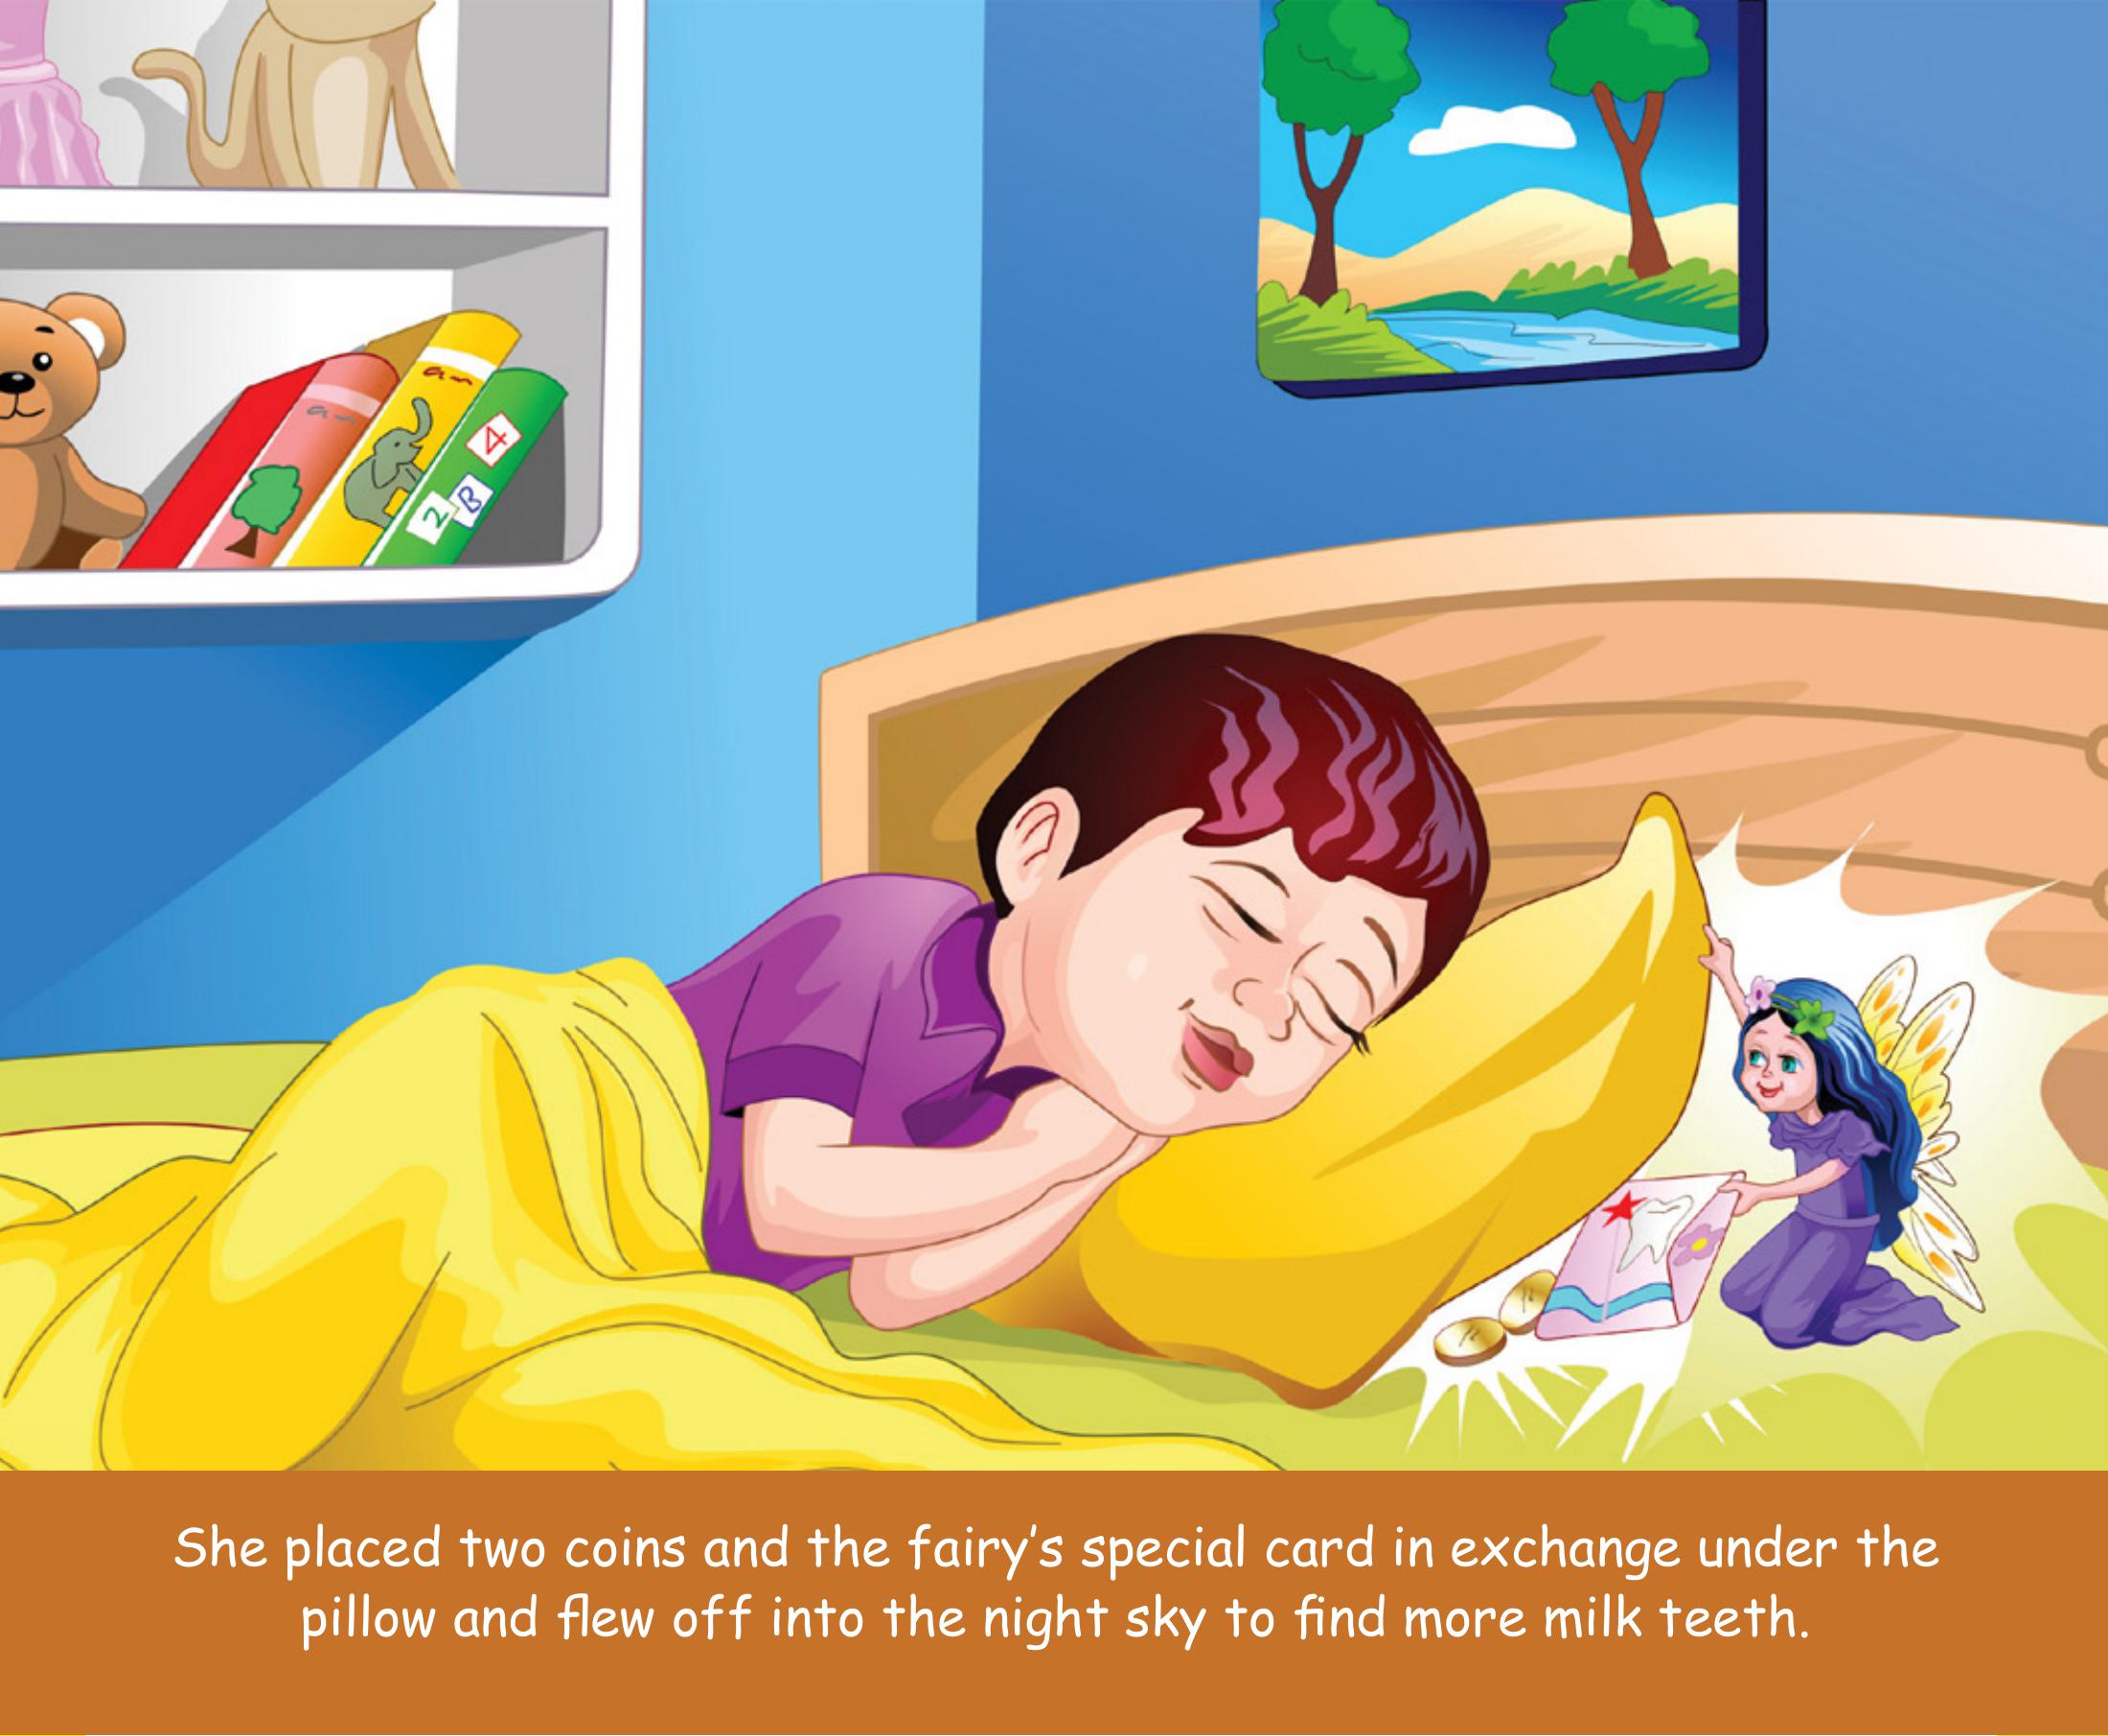 4
B
2
She placed two coins and the fairy's special card in exchange under the
pillow and flew off into the night sky to find more milk teeth.